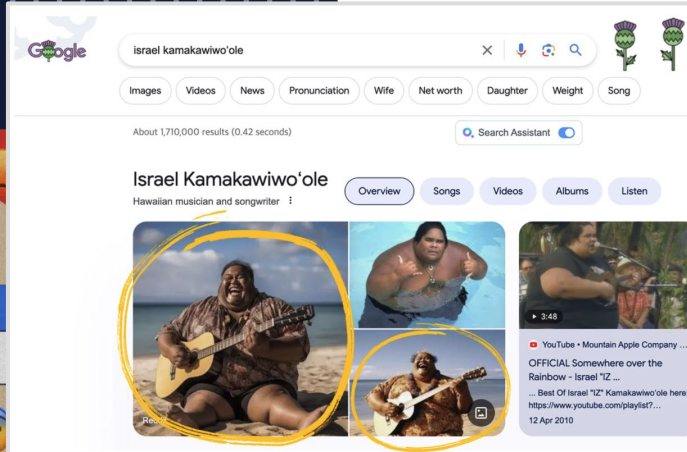 Google
israel kamakawiwo'ole
Images Videos News Pronunciation Wife Net worth Daughter Weight Song
About 1,710,000 results (0.42 seconds)
Search Assistant
Israel Kamakawiwoʻole
Hawaiian musician and songwriter
Overview Songs Videos Albums Listen
3:48
YouTube • Mountain Apple Company ...
OFFICIAL Somewhere over the
Rainbow - Israel "IZ ...
... Best Of Israel "IZ" Kamakawiwo'ole here:
https://www.youtube.com/playlist?...
12 Apr 2010